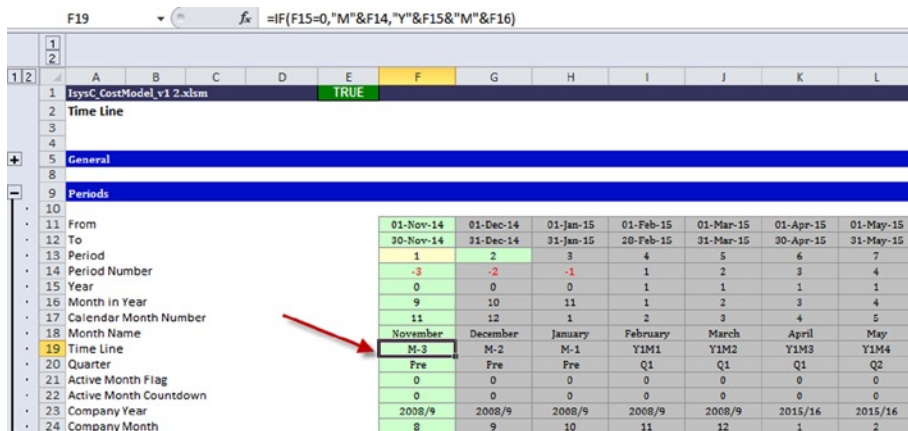 F19 fx =IF(F15=0,"M"&F14,"Y"&F15&"M"&F16)
1
2
1 2 A B C D E F G H I J K L
1 IsysC_CostModel_v1 2.xlsm TRUE
2 Time Line
3
4
5 General
8
9 Periods
10
11 From 01-Nov-14 01-Dec-14 01-Jan-15 01-Feb-15 01-Mar-15 01-Apr-15 01-May-15
12 To 30-Nov-14 31-Dec-14 31-Jan-15 28-Feb-15 31-Mar-15 30-Apr-15 31-May-15
13 Period 1 2 3 4 5 6 7
14 Period Number -3 -2 -1 1 2 3 4
15 Year 0 0 0 1 1 1 1
16 Month in Year 9 10 11 1 2 3 4
17 Calendar Month Number 11 12 1 2 3 4 5
18 Month Name November December January February March April May
19 Time Line M-3 M-2 M-1 Y1M1 Y1M2 Y1M3 Y1M4
20 Quarter Pre Pre Pre Q1 Q1 Q1 Q2
21 Active Month Flag 0 0 0 0 0 0 0
22 Active Month Countdown 0 0 0 0 0 0 0
23 Company Year 2008/9 2008/9 2008/9 2008/9 2008/9 2015/16 2015/16
24 Company Month 8 9 10 11 12 1 2